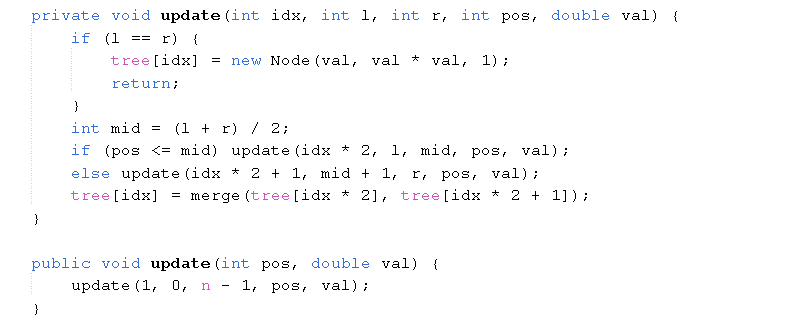 private void update(int idx, int l, int r, int pos, double val) {
    if (l == r) {
        tree[idx] = new Node(val, val * val, 1);
        return;
    }
    int mid = (l + r) / 2;
    if (pos <= mid) update(idx * 2, l, mid, pos, val);
    else update(idx * 2 + 1, mid + 1, r, pos, val);
    tree[idx] = merge(tree[idx * 2], tree[idx * 2 + 1]);
}

public void update(int pos, double val) {
    update(1, 0, n - 1, pos, val);
}